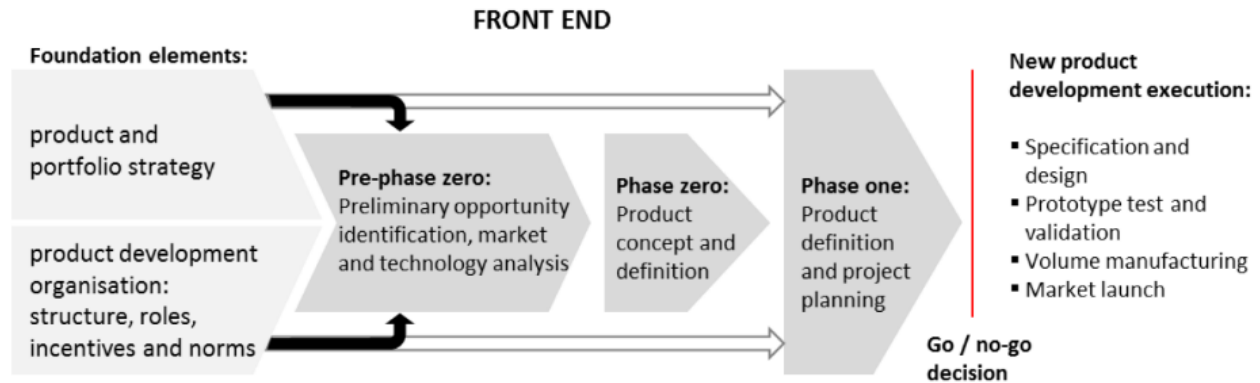 FRONT END
Foundation elements:
product and
portfolio strategy
product development
organisation:
structure, roles,
incentives and norms
Pre-phase zero:
Preliminary opportunity
identification, market
and technology analysis
Phase zero:
Product
concept and
definition
Phase one:
Product
definition
and project
planning
Go / no-go
decision
New product
development execution:
▪ Specification and
design
▪ Prototype test and
validation
▪ Volume manufacturing
▪ Market launch